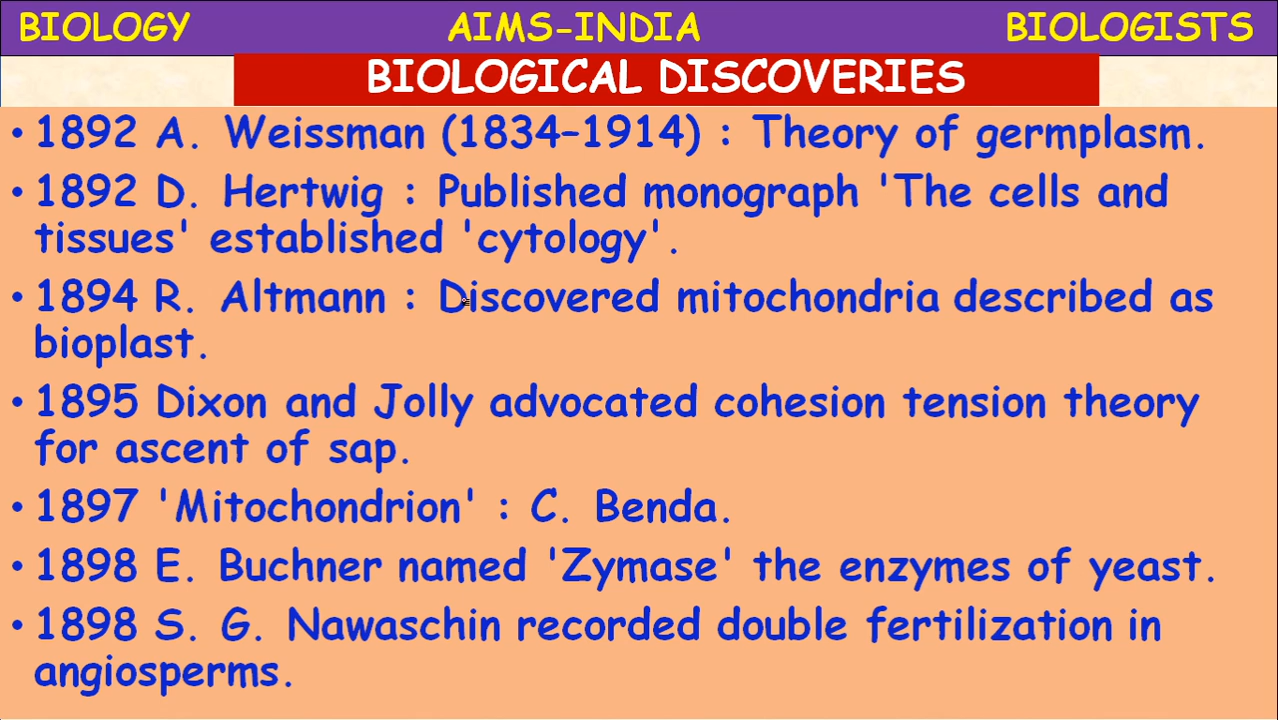 BIOLOGY AIMS-INDIA BIOLOGISTS
BIOLOGICAL DISCOVERIES
• 1892 A. Weissman (1834–1914) : Theory of germplasm.
• 1892 D. Hertwig : Published monograph 'The cells and
tissues' established 'cytology'.
• 1894 R. Altmann : Discovered mitochondria described as
bioplast.
• 1895 Dixon and Jolly advocated cohesion tension theory
for ascent of sap.
• 1897 'Mitochondrion' : C. Benda.
• 1898 E. Buchner named 'Zymase' the enzymes of yeast.
• 1898 S. G. Nawaschin recorded double fertilization in
angiosperms.